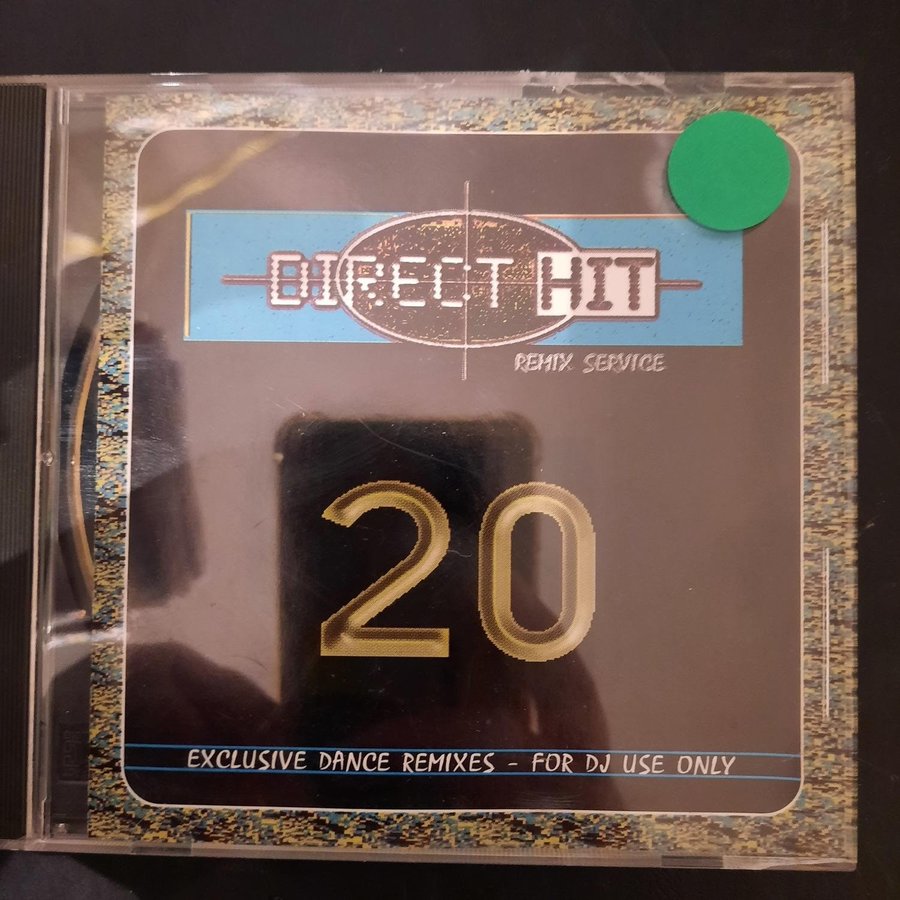 DIRECT HIT
REMIX SERVICE
20
EXCLUSIVE DANCE REMIXES - FOR DJ USE ONLY